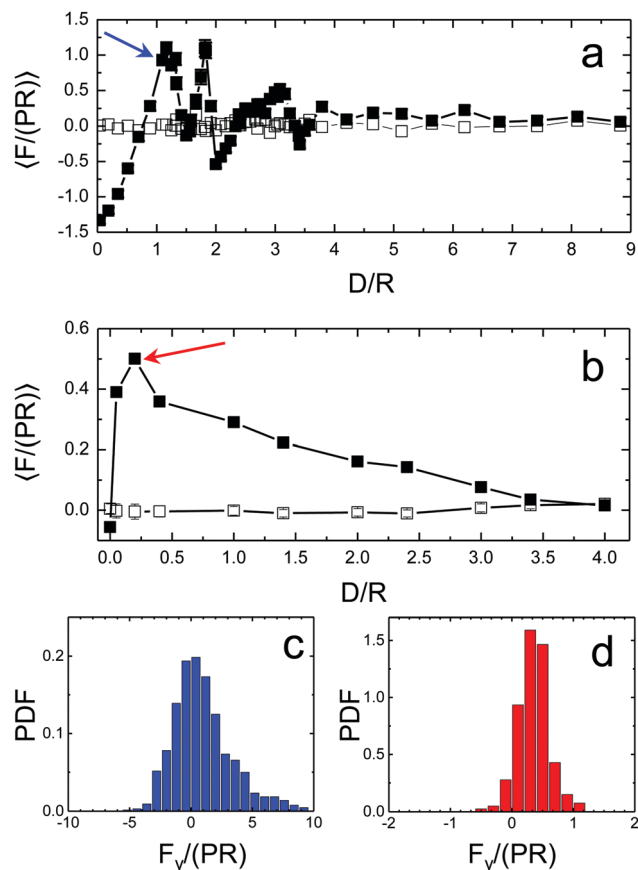 a
1.5
1.0
0.5
0.0
-0.5
-1.0
-1.5
⟨F/(PR)⟩
0 1 2 3 4 5 6 7 8 9
D/R
b
0.6
0.4
0.2
0.0
⟨F/(PR)⟩
0.0 0.5 1.0 1.5 2.0 2.5 3.0 3.5 4.0
D/R
c
0.2
0.1
0.0
PDF
-10 -5 0 5 10
Fy/(PR)
d
1.5
1.0
0.5
0.0
PDF
-2 -1 0 1 2
Fy/(PR)